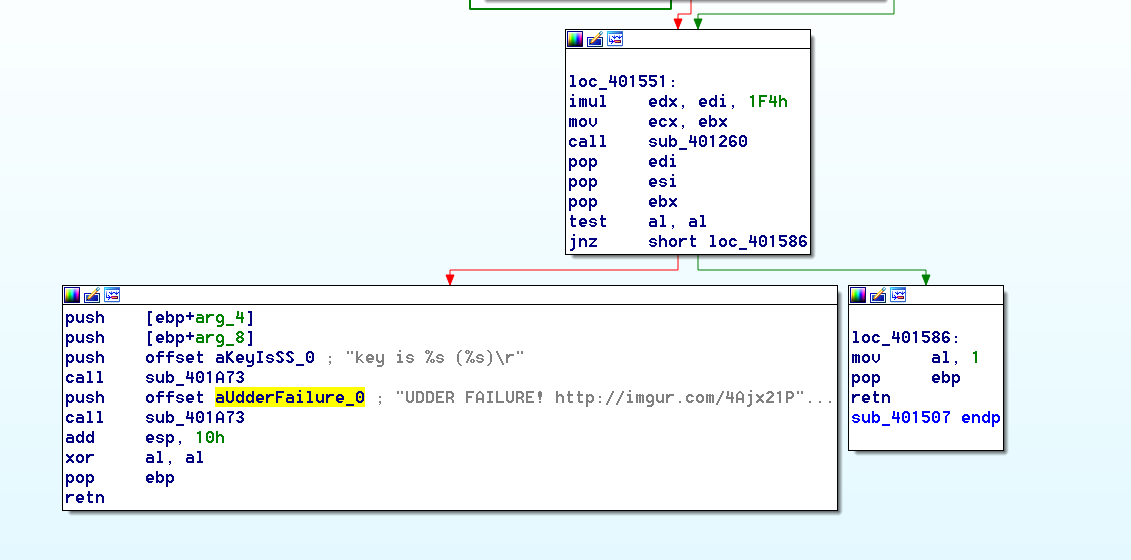 loc_401551:
imul edx, edi, 1F4h
mov ecx, ebx
call sub_401260
pop edi
pop esi
pop ebx
test al, al
jnz short loc_401586
push [ebp+arg_4]
push [ebp+arg_8]
push offset aKeyIsSS_0 ; "key is %s (%s)\r"
call sub_401A73
push offset aUdderFailure_0 ; "UDDER FAILURE! http://imgur.com/4Ajx21P"...
call sub_401A73
add esp, 10h
xor al, al
pop ebp
retn
loc_401586:
mov al, 1
pop ebp
retn
sub_401507 endp